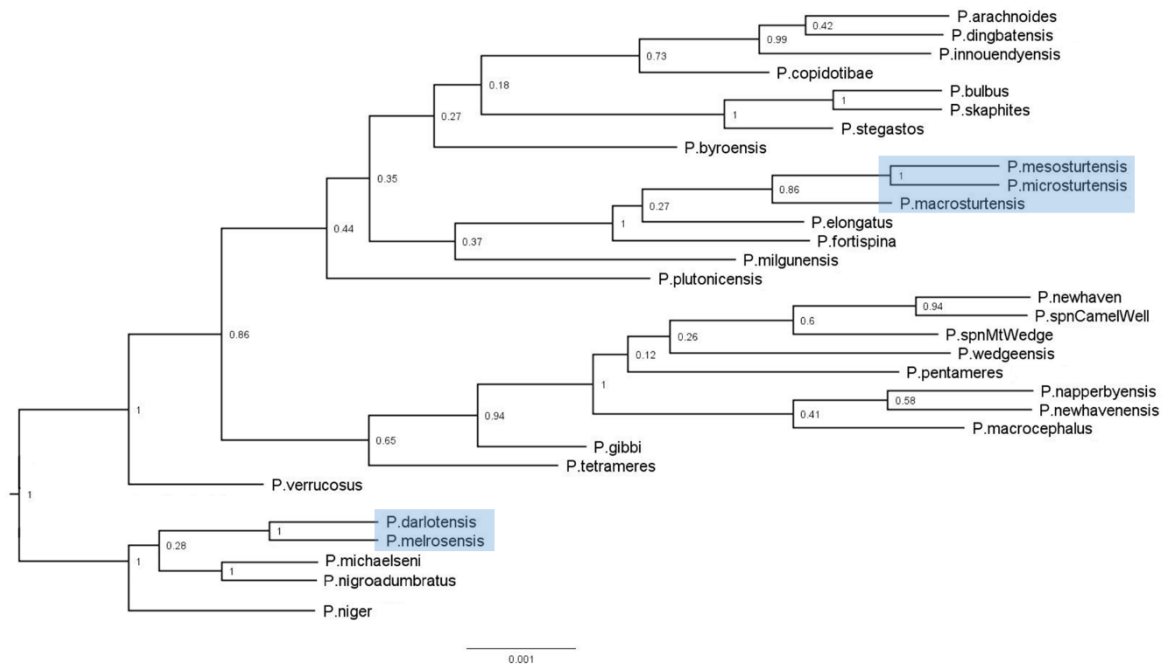 P.arachnoides
0.42
P.dingbatensis
0.99
P.innouendyensis
0.73
P.copidotibae
0.18
P.bulbus
1
P.skaphites
1
P.stegastos
0.27
P.byroensis
0.35
P.mesosturtensis
1
P.microsturtensis
0.86
P.macrosturtensis
0.27
P.elongatus
1
P.fortispina
0.37
P.milgunensis
0.44
P.plutonicensis
0.86
P.newhaven
0.94
P.spnCamelWell
0.6
P.spnMtWedge
0.26
P.wedgeensis
0.12
P.pentameres
1
P.napperbyensis
0.58
P.newhavenensis
0.41
P.macrocephalus
0.94
P.gibbi
0.65
P.tetrameres
1
P.verrucosus
1
P.darlotensis
1
P.melrosensis
0.28
P.michaelseni
1
P.nigroadumbratus
1
P.niger
0.001